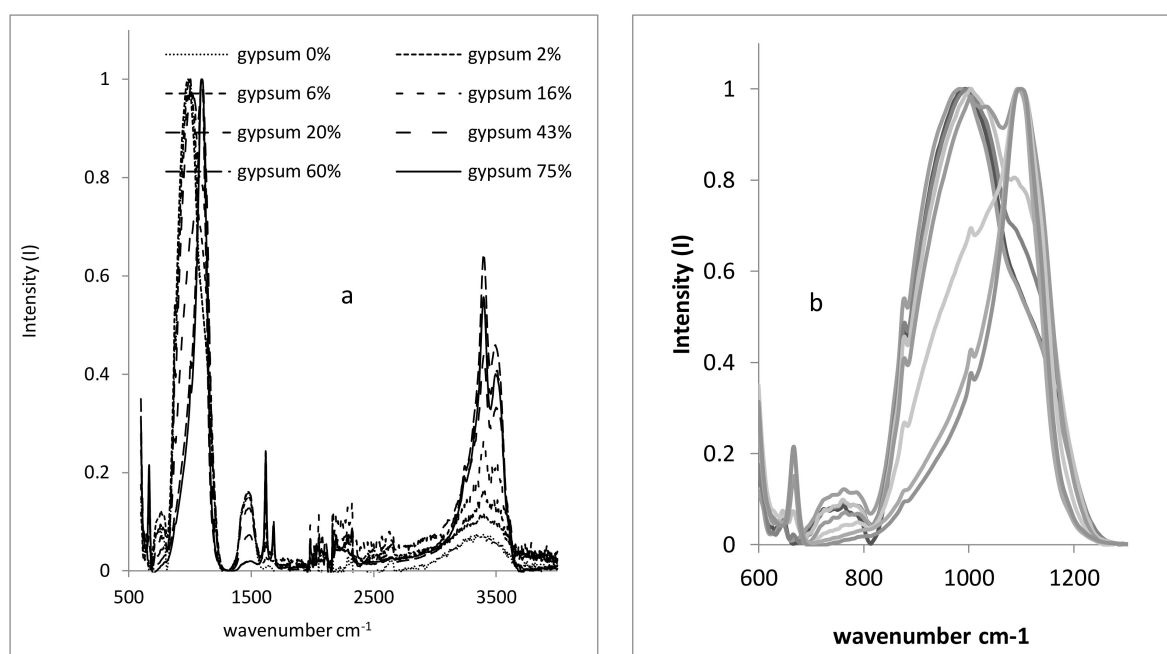 gypsum 0% gypsum 2%
gypsum 6% gypsum 16%
gypsum 20% gypsum 43%
gypsum 60% gypsum 75%
1
0.8
0.6
0.4
0.2
0
Intensity (I)
a
500 1500 2500 3500
wavenumber cm-1
1
0.8
0.6
0.4
0.2
0
Intensity (I)
b
600 800 1000 1200
wavenumber cm-1